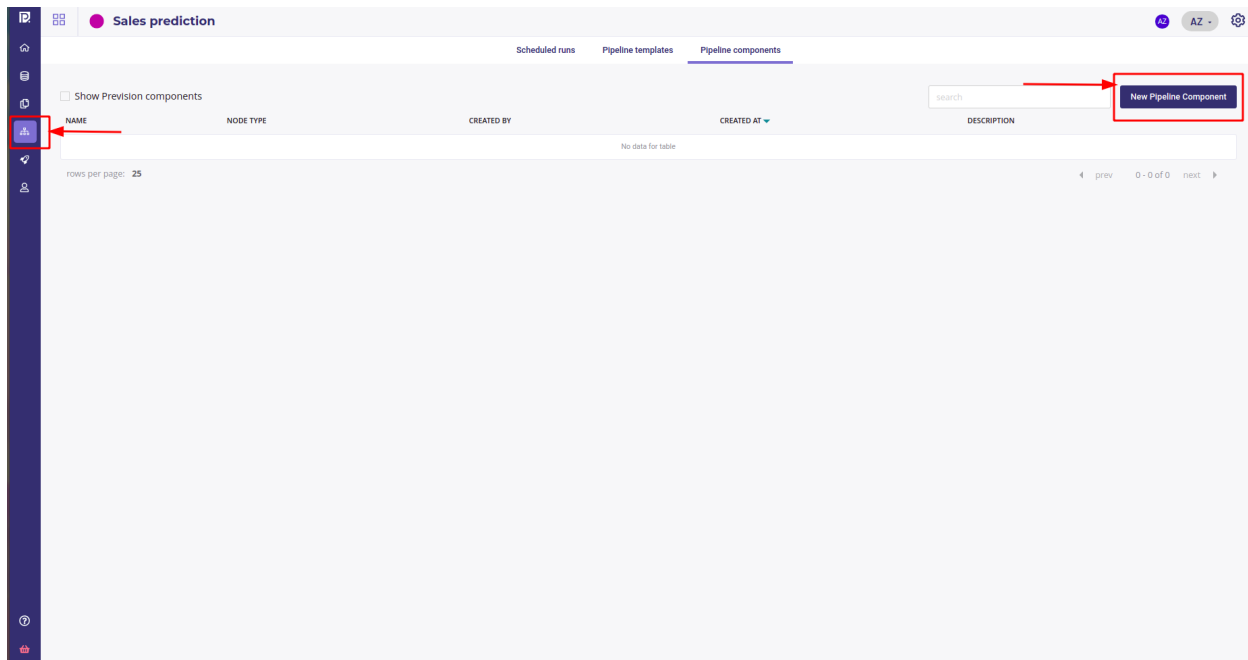 Sales prediction
AZ
AZ
Scheduled runs Pipeline templates Pipeline components
Show Prevision components
search
New Pipeline Component
NAME NODE TYPE CREATED BY CREATED AT DESCRIPTION
No data for table
rows per page: 25
prev 0 - 0 of 0 next